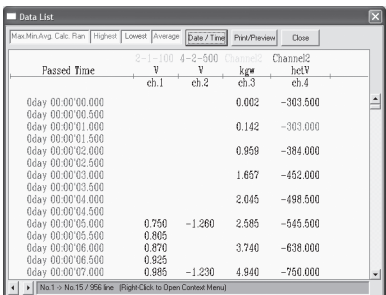 Data List
Max.Min.Avg. Calc. Ran Highest Lowest Average Date / Time Print/Preview Close
2-1-100 4-2-500 Channel2 Channel2
Passed Time V V kgw hctV
ch.1 ch.2 ch.3 ch.4
0day 00:00'00.000 0.002 -303.500
0day 00:00'00.500
0day 00:00'01.000 0.142 -303.000
0day 00:00'01.500
0day 00:00'02.000 0.959 -384.000
0day 00:00'02.500
0day 00:00'03.000 1.657 -452.000
0day 00:00'03.500
0day 00:00'04.000 2.045 -498.500
0day 00:00'04.500
0day 00:00'05.000 0.750 -1.260 2.585 -545.500
0day 00:00'05.500 0.805
0day 00:00'06.000 0.870 3.740 -638.000
0day 00:00'06.500 0.925
0day 00:00'07.000 0.985 -1.230 4.940 -750.000
No.1 -> No.15 / 956 line (Right-Click to Open Context Menu)